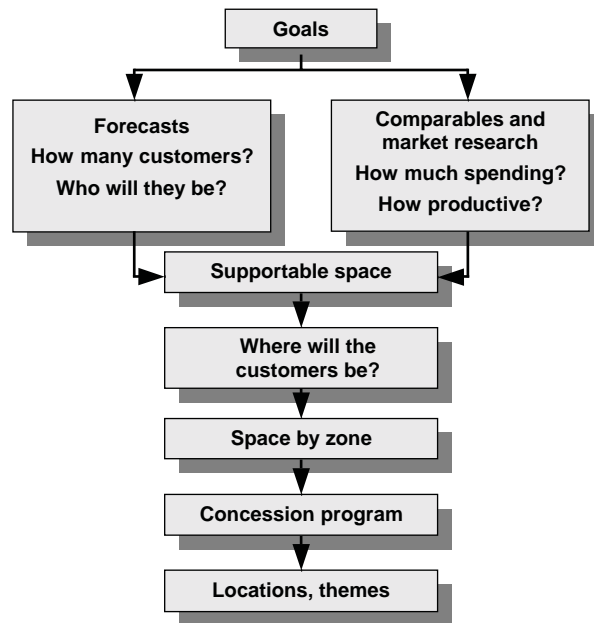 Goals
Forecasts
How many customers?
Who will they be?
Comparables and
market research
How much spending?
How productive?
Supportable space
Where will the
customers be?
Space by zone
Concession program
Locations, themes